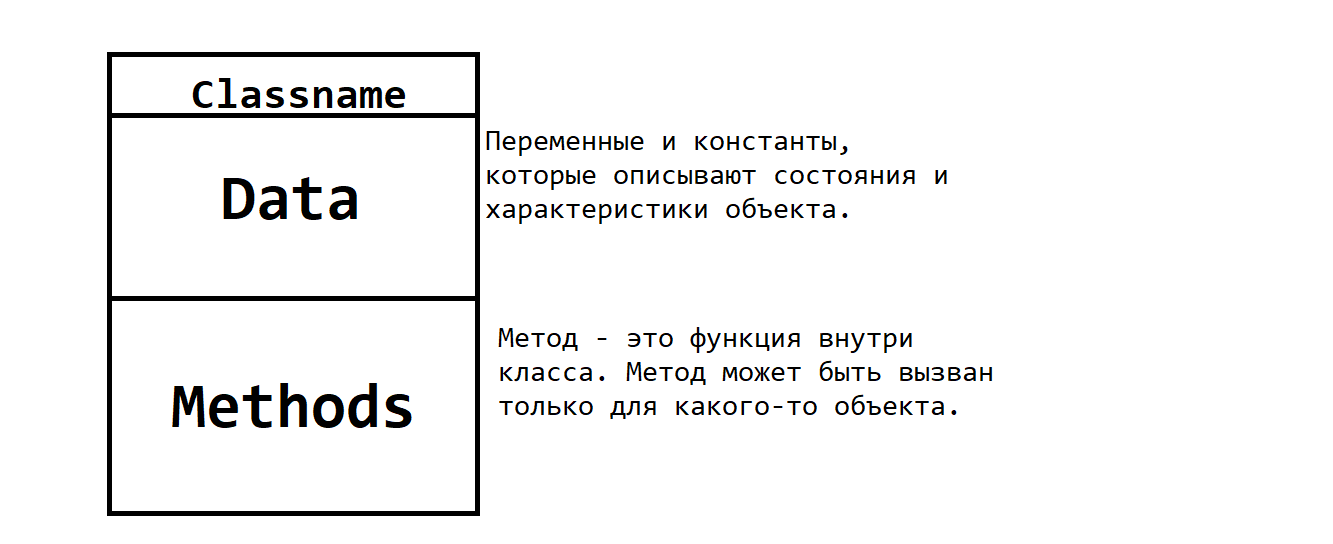 Classname
Data
Переменные и константы,
которые описывают состояния и
характеристики объекта.
Methods
Метод - это функция внутри
класса. Метод может быть вызван
только для какого-то объекта.